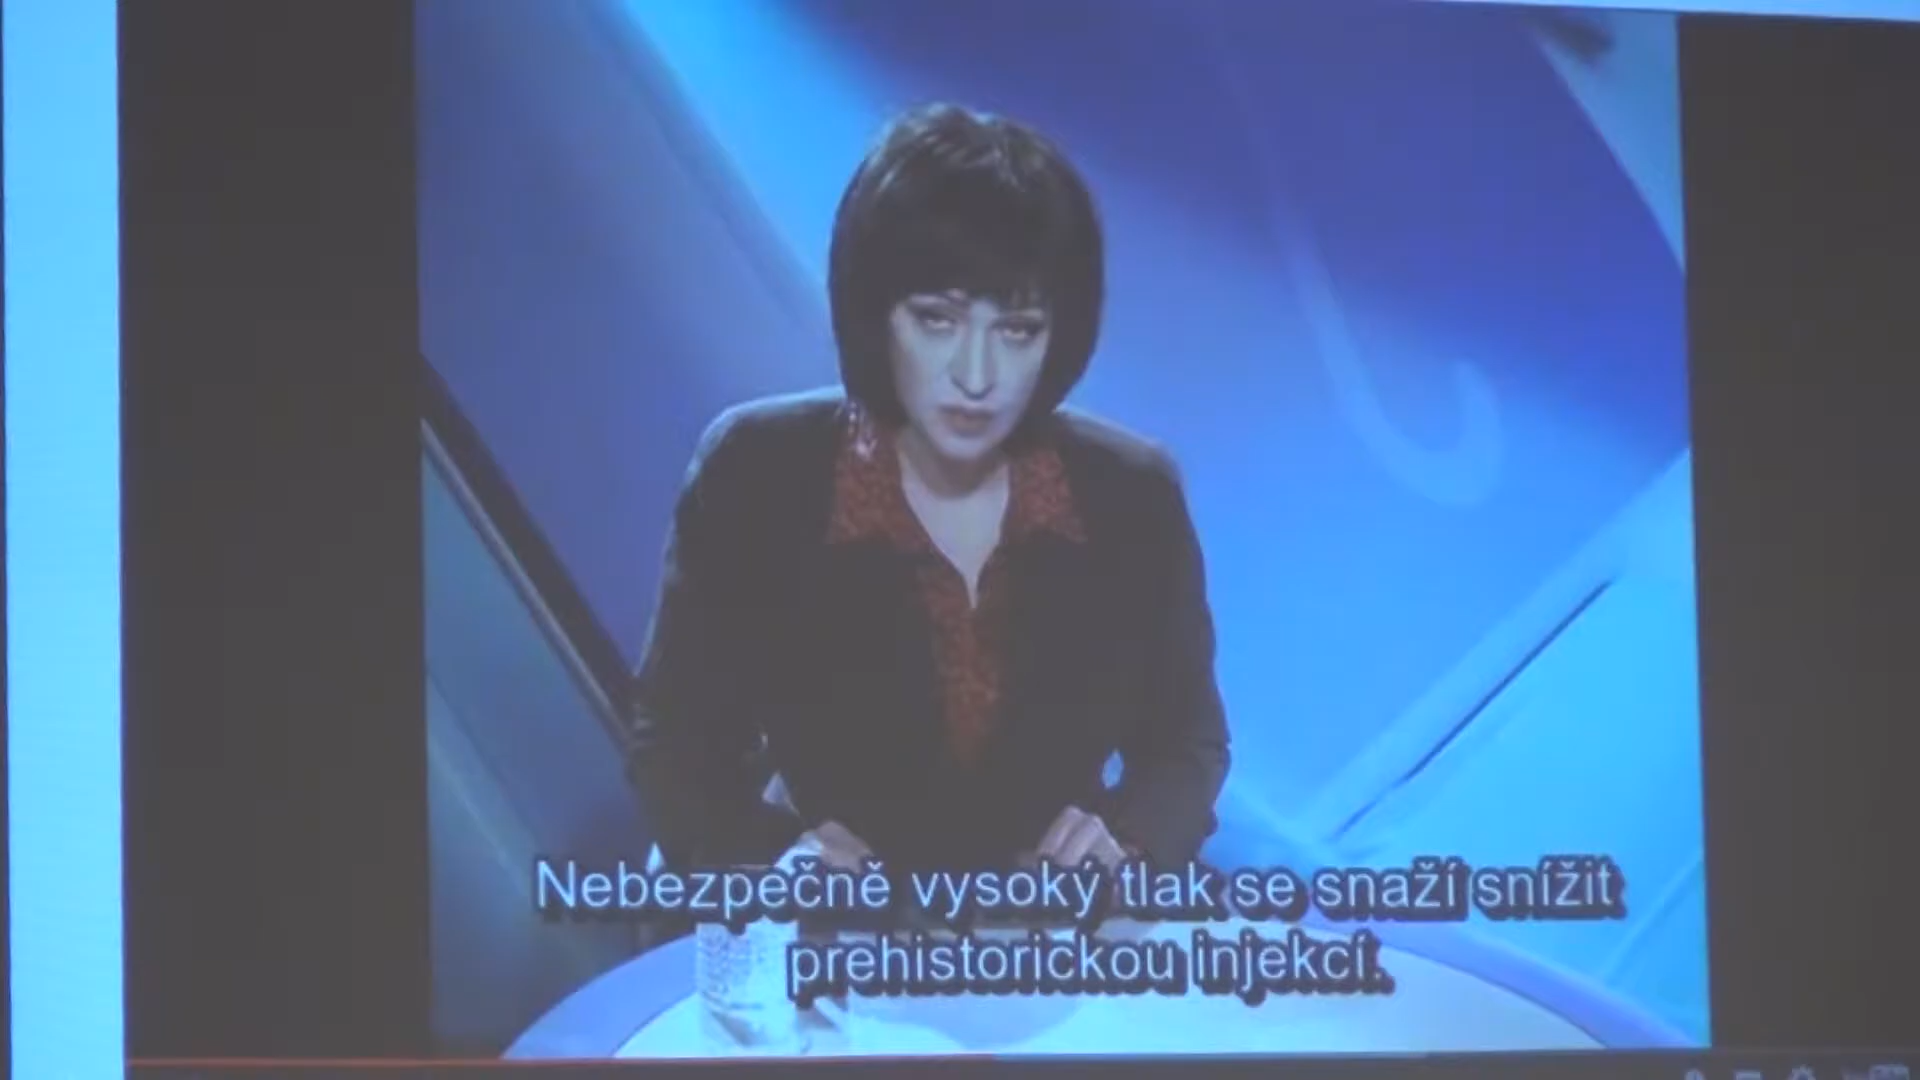 Nebezpečně vysoký tlak se snaží snížit
prehistorickou injekcí.